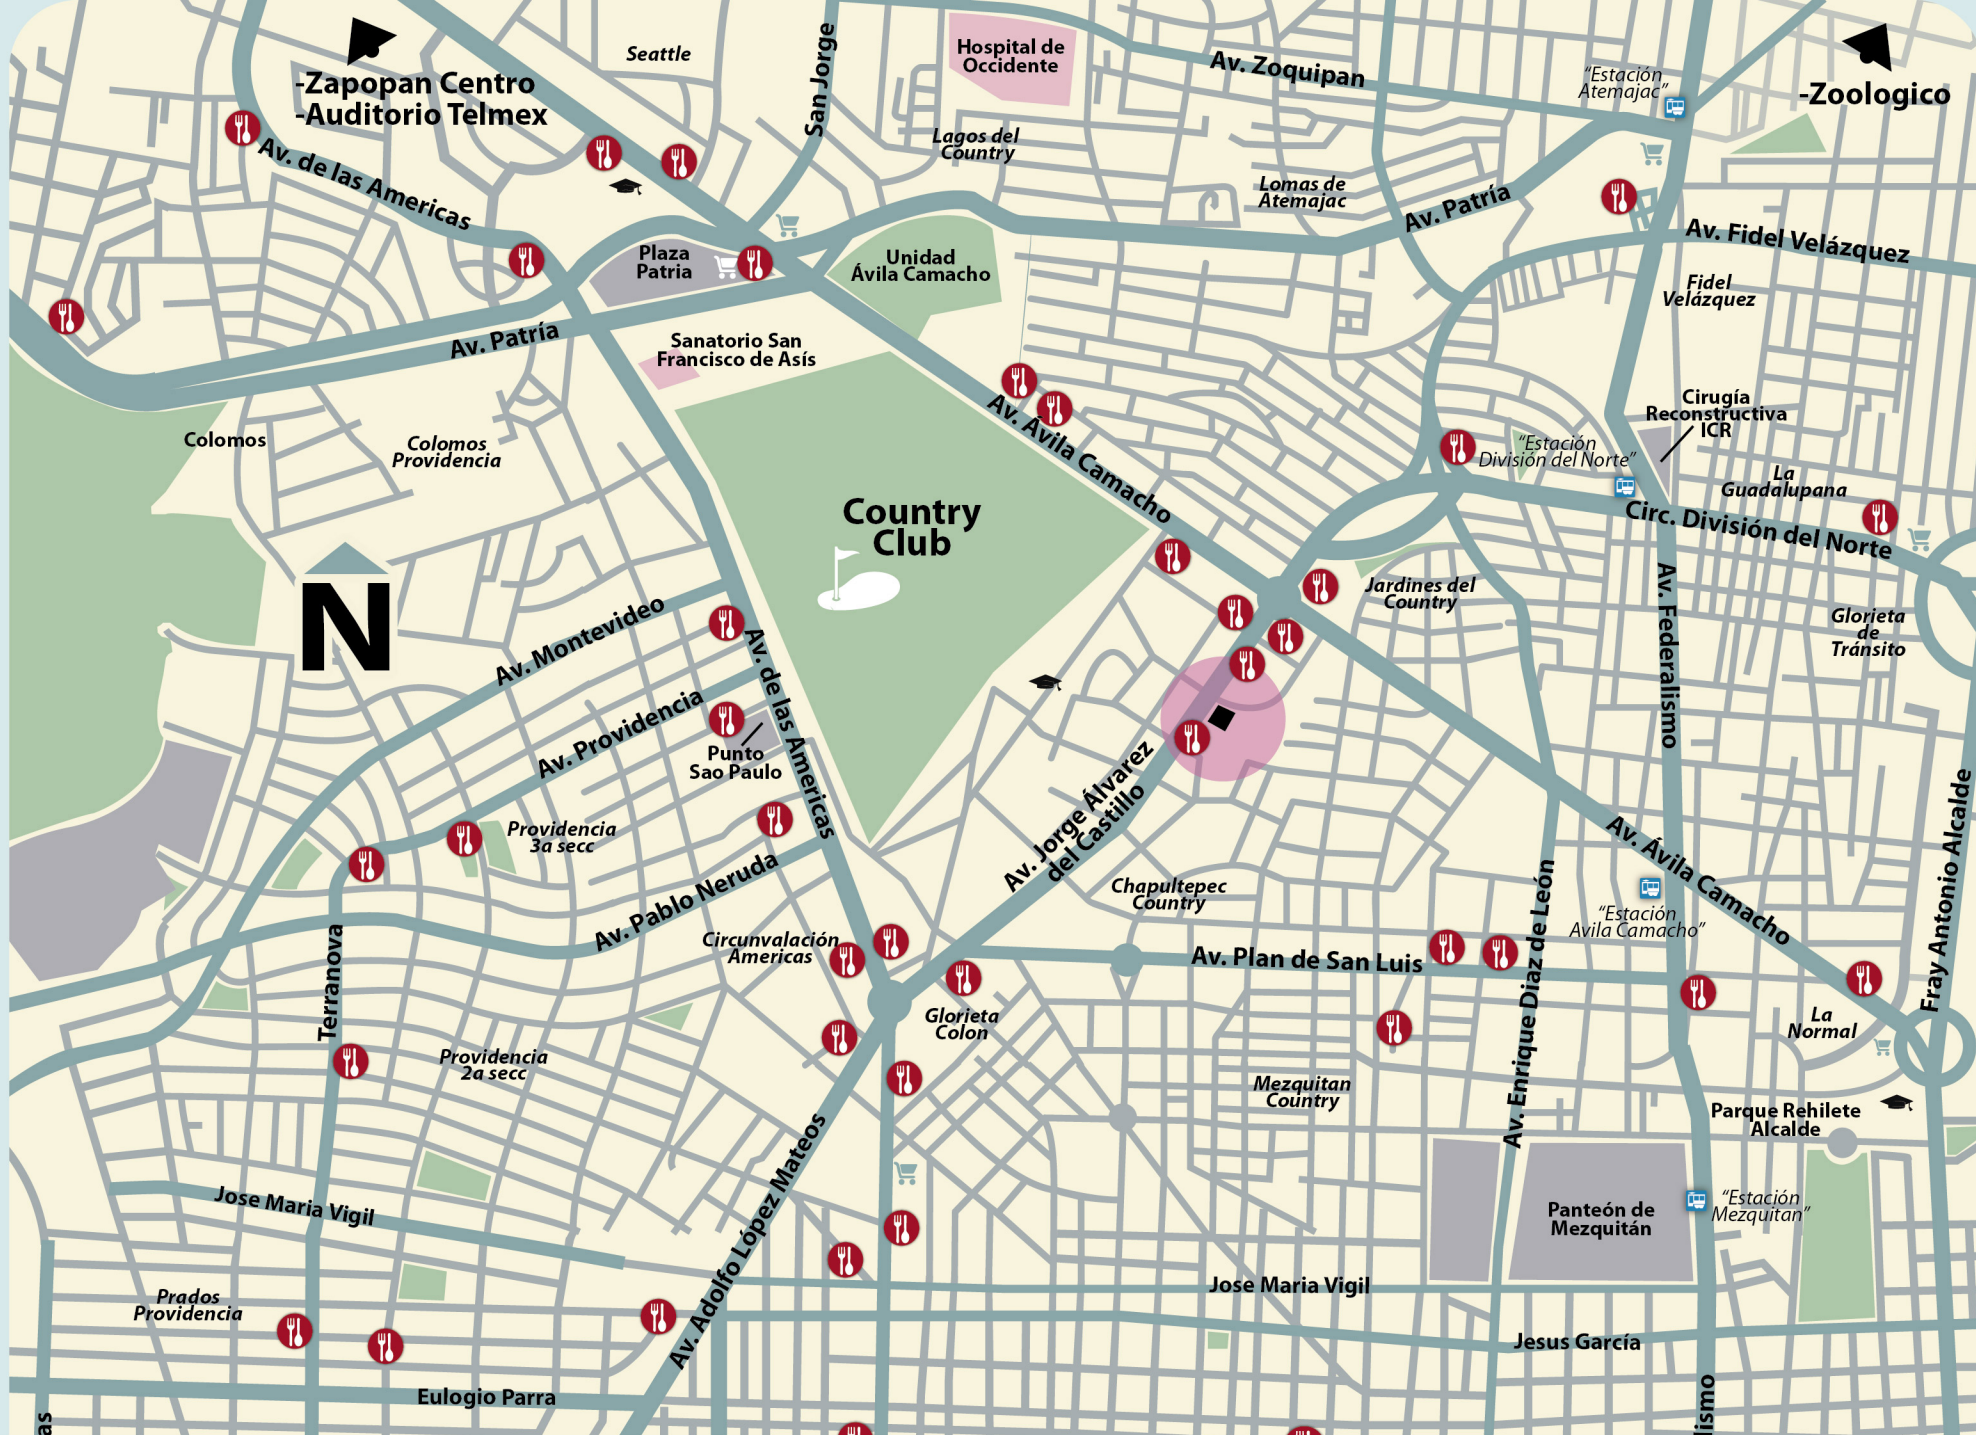 -Zapopan Centro
-Auditorio Telmex
Seattle
San Jorge
Hospital de
Occidente
Av. Zoquipan
"Estación
Atemajac"
-Zoologico
Av. de las Americas
Lagos del
Country
Lomas de
Atemajac
Av. Patría
Av. Fidel Velázquez
Plaza
Patria
Unidad
Ávila Camacho
Fidel
Velázquez
Av. Patría
Sanatorio San
Francisco de Asís
Cirugía
Reconstructiva
ICR
Av. Ávila Camacho
Colomos
Colomos
Providencia
"Estación
División del Norte"
La
Guadalupana
Country
Club
Circ. División del Norte
N
Jardines del
Country
Av. Federalismo
Glorieta
de
Tránsito
Av. Montevideo
Av. de las Americas
Av. Providencia
Punto
Sao Paulo
Av. Jorge Álvarez
del Castillo
Providencia
3a secc
Av. Ávila Camacho
Fray Antonio Alcalde
Av. Pablo Neruda
Chapultepec
Country
Av. Enrique Diaz de León
"Estación
Avila Camacho"
Circunvalación
Americas
Av. Plan de San Luis
Terranova
Glorieta
Colon
La
Normal
Providencia
2a secc
Mezquitan
Country
Parque Rehilete
Alcalde
Av. Adolfo López Mateos
Jose Maria Vigil
Panteón de
Mezquitán
"Estación
Mezquitan"
Jose Maria Vigil
Prados
Providencia
Jesus García
Eulogio Parra
as
lismo